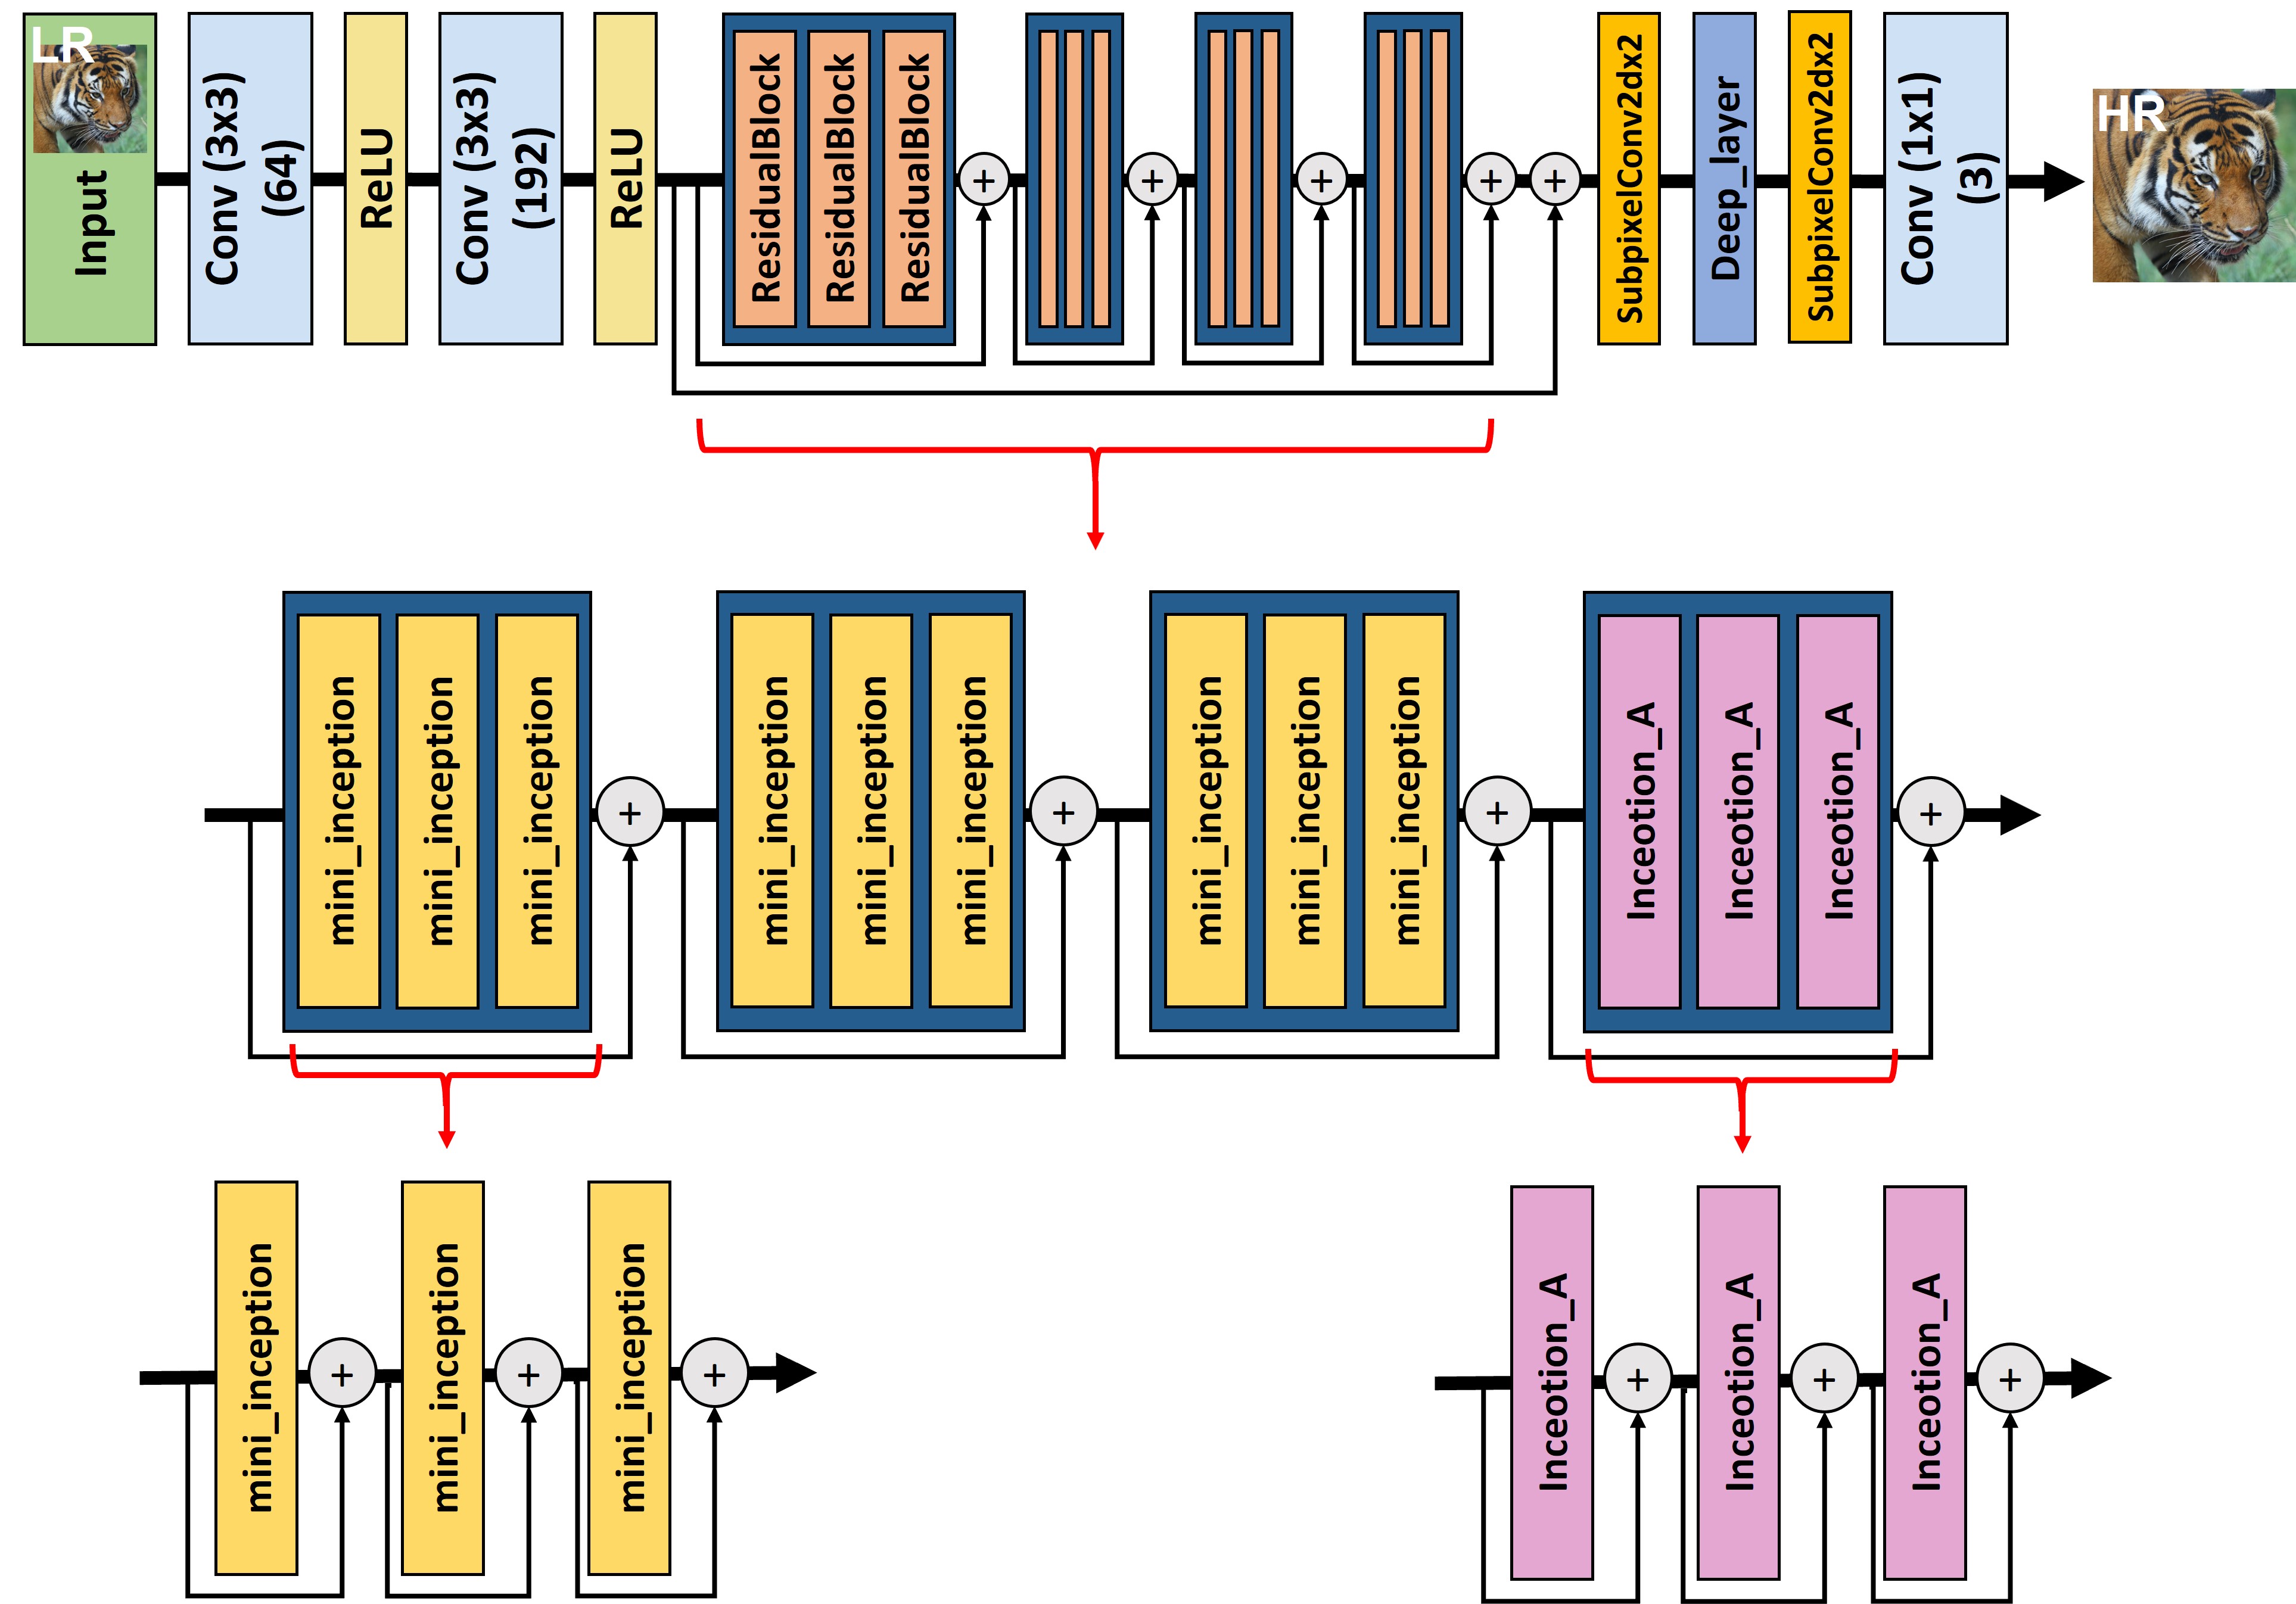 LR
Input
Conv (3x3)
(64)
ReLU
Conv (3x3)
(192)
ReLU
ResidualBlock
ResidualBlock
ResidualBlock
+
+
+
+
+
SubpixelConv2dx2
Deep_layer
SubpixelConv2dx2
Conv (1x1)
(3)
HR
mini_inception
mini_inception
mini_inception
+
mini_inception
mini_inception
mini_inception
+
mini_inception
mini_inception
mini_inception
+
Inceotion_A
Inceotion_A
Inceotion_A
+
mini_inception
+
mini_inception
+
mini_inception
+
Inceotion_A
+
Inceotion_A
+
Inceotion_A
+